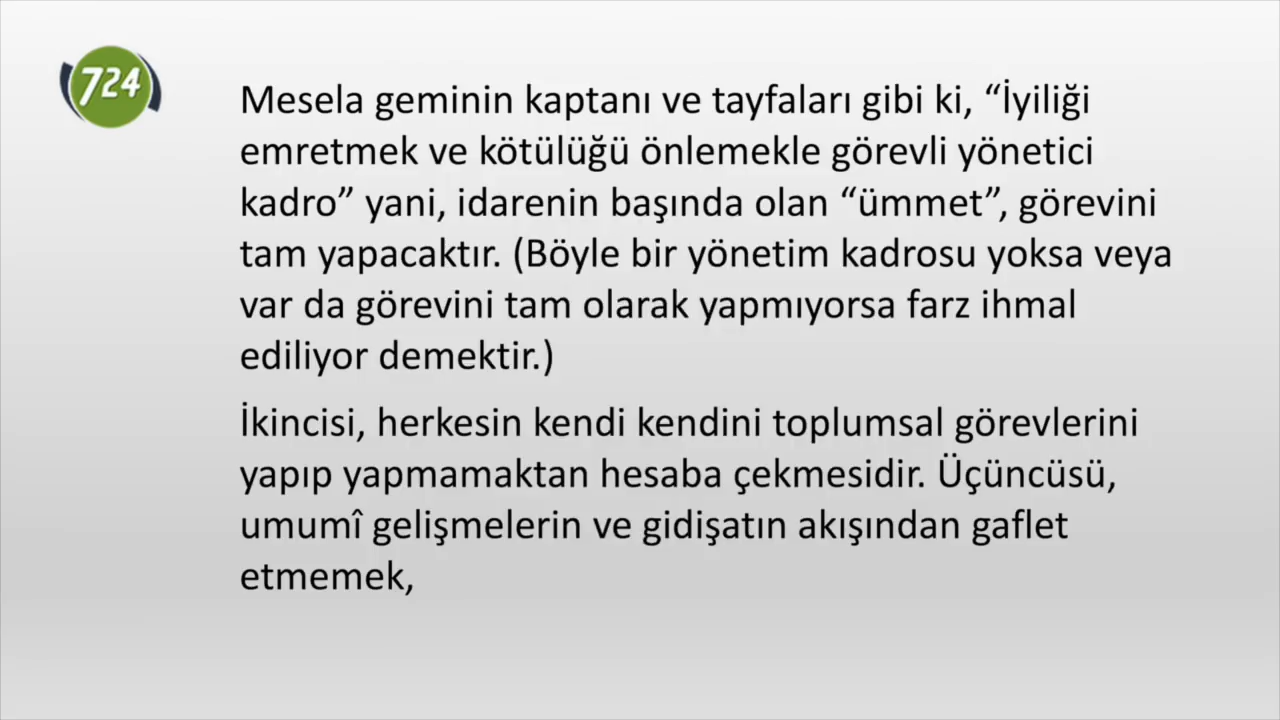 724
Mesela geminin kaptanı ve tayfaları gibi ki, “İyiliği
emretmek ve kötülüğü önlemekle görevli yönetici
kadro” yani, idarenin başında olan “ümmet”, görevini
tam yapacaktır. (Böyle bir yönetim kadrosu yoksa veya
var da görevini tam olarak yapmıyorsa farz ihmal
ediliyor demektir.)
İkincisi, herkesin kendi kendini toplumsal görevlerini
yapıp yapmamaktan hesaba çekmesidir. Üçüncüsü,
umumî gelişmelerin ve gidişatın akışından gaflet
etmemek,